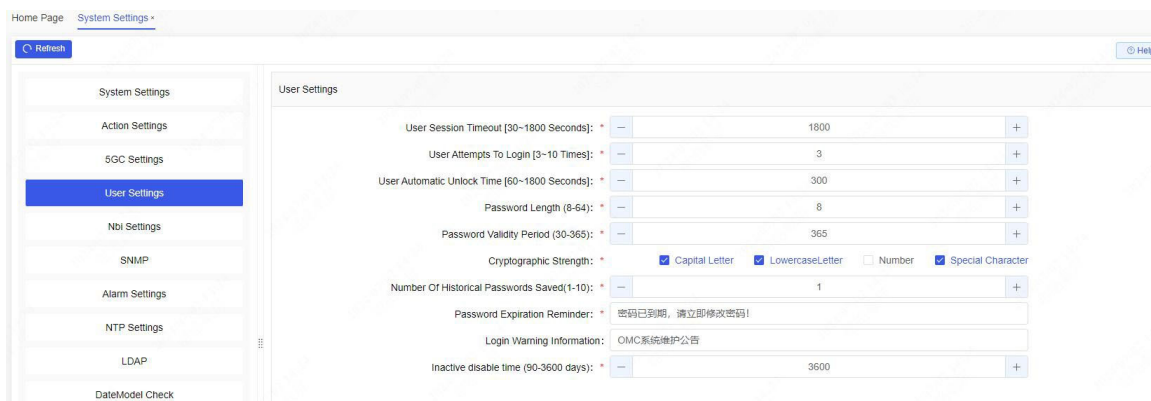 Home Page System Settings ×
Refresh
System Settings
Action Settings
5GC Settings
User Settings
Nbi Settings
SNMP
Alarm Settings
NTP Settings
LDAP
DateModel Check
User Settings
User Session Timeout [30~1800 Seconds]: * − 1800 +
User Attempts To Login [3~10 Times]: * − 3 +
User Automatic Unlock Time [60~1800 Seconds]: * − 300 +
Password Length (8-64): * − 8 +
Password Validity Period (30-365): * − 365 +
Cryptographic Strength: * Capital Letter LowercaseLetter Number Special Character
Number Of Historical Passwords Saved(1-10): * − 1 +
Password Expiration Reminder: * 密码已到期，请立即修改密码!
Login Warning Information: OMC系统维护公告
Inactive disable time (90-3600 days): * − 3600 +